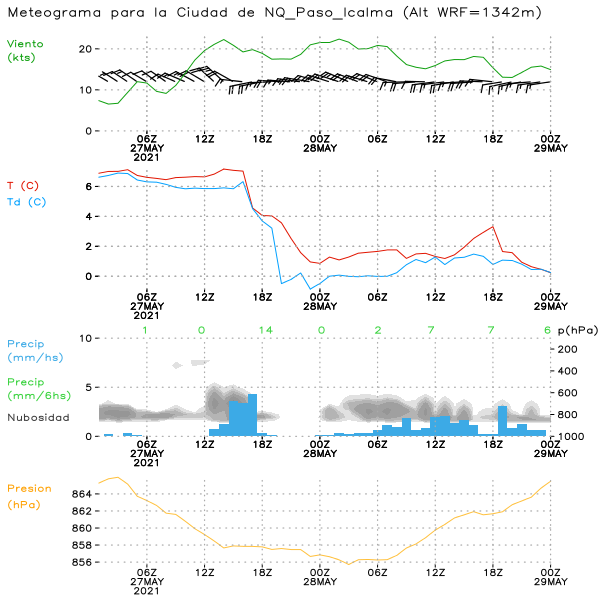 Meteograma para la Ciudad de NQ_Paso_Icalma (Alt WRF=1342m)
Viento
(kts)
20
10
0
06Z 12Z 18Z 00Z 06Z 12Z 18Z 00Z
27MAY 28MAY 29MAY
2021
T (C)
Td (C)
6
4
2
0
06Z 12Z 18Z 00Z 06Z 12Z 18Z 00Z
27MAY 28MAY 29MAY
2021
1 0 14 0 2 7 7 6 p(hPa)
Precip
(mm/hs)
Precip
(mm/6hs)
Nubosidad
10
5
0
200
400
600
800
1000
06Z 12Z 18Z 00Z 06Z 12Z 18Z 00Z
27MAY 28MAY 29MAY
2021
Presion
(hPa)
864
862
860
858
856
06Z 12Z 18Z 00Z 06Z 12Z 18Z 00Z
27MAY 28MAY 29MAY
2021